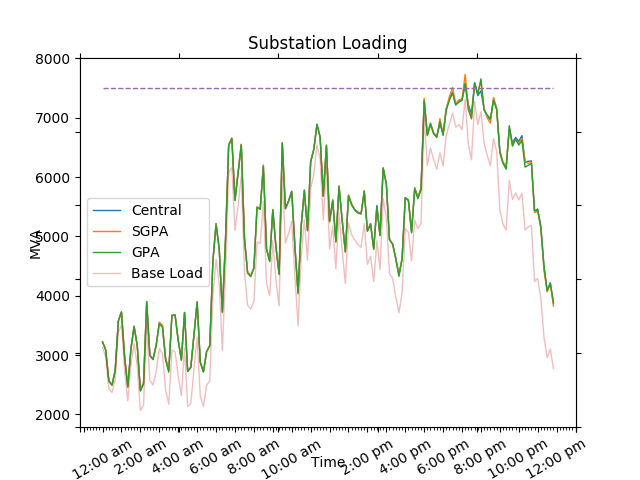 Substation Loading
8000
7000
6000
5000
4000
3000
2000
MVA
Central
SGPA
GPA
Base Load
12:00 am
2:00 am
4:00 am
6:00 am
8:00 am
10:00 am
2:00 pm
4:00 pm
6:00 pm
8:00 pm
10:00 pm
12:00 pm
Time